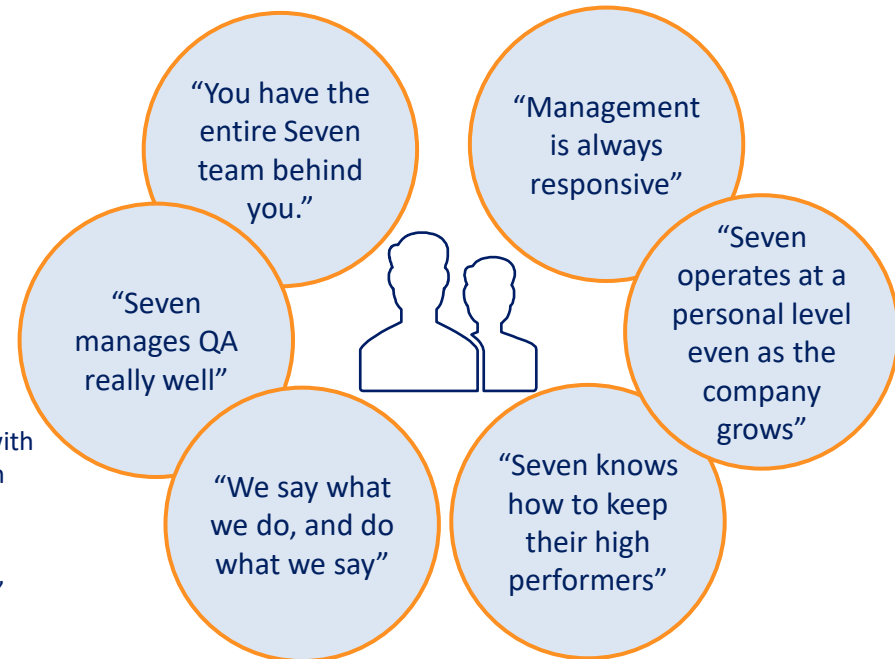 “You have the
entire Seven
team behind
you.”
“Management
is always
responsive”
“Seven
operates at a
personal level
even as the
company
grows”
“Seven
manages QA
really well”
“We say what
we do, and do
what we say”
“Seven knows
how to keep
their high
performers”